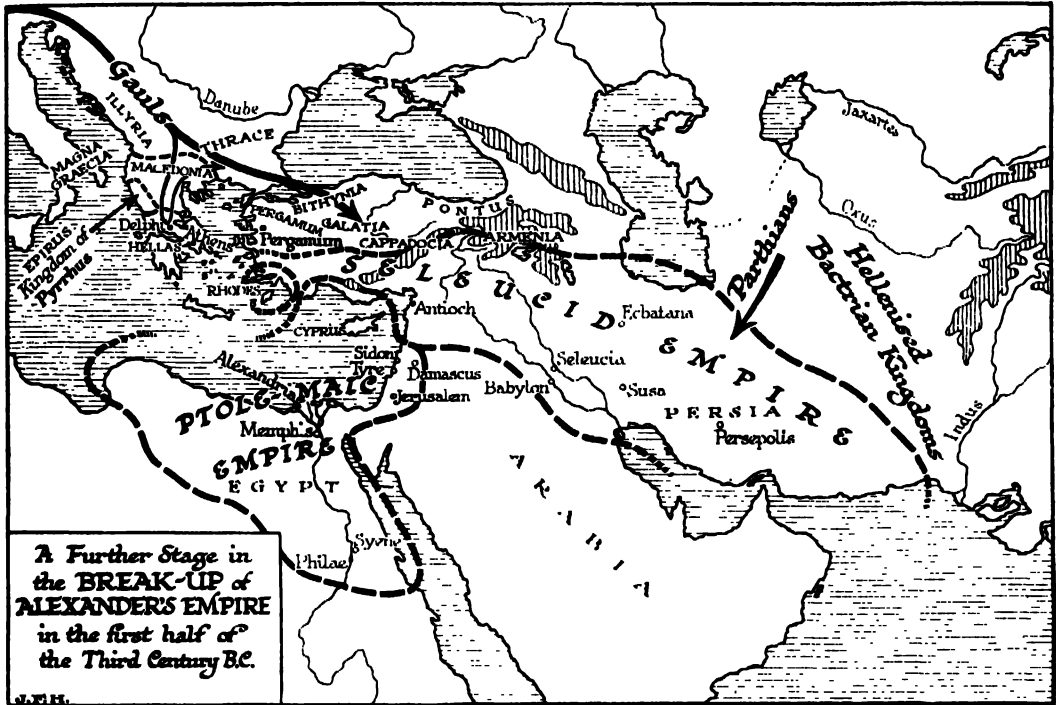 Gauls
ILLYRIA
Danube
THRACE
MAGNA
GRAECIA
MALEDONIA
EPIRUS,
Kingdom of
Pyrrhus
Delphi
HELLAS
Athens
BITHYNIA
PERGAMUM
Pergamum
GALATIA
PONTUS
CAPPADOCIA
ARMENIA
RHODES
CYPRUS
SELEUCID
EMPIRE
Antioch
Sidon
Tyre
Damascus
Jerusalem
Alexandria
PTOLEMAIC
EMPIRE
Memphis
EGYPT
Syene
Philae
Ecbatana
Seleucia
Babylon
Susa
PERSIA
Persepolis
ARABIA
Parthians
Hellenised
Bactrian Kingdoms
Jaxartes
Oxus
Indus
A Further Stage in
the BREAK-UP of
ALEXANDER'S EMPIRE
in the first half of
the Third Century B.C.
J.F.H.